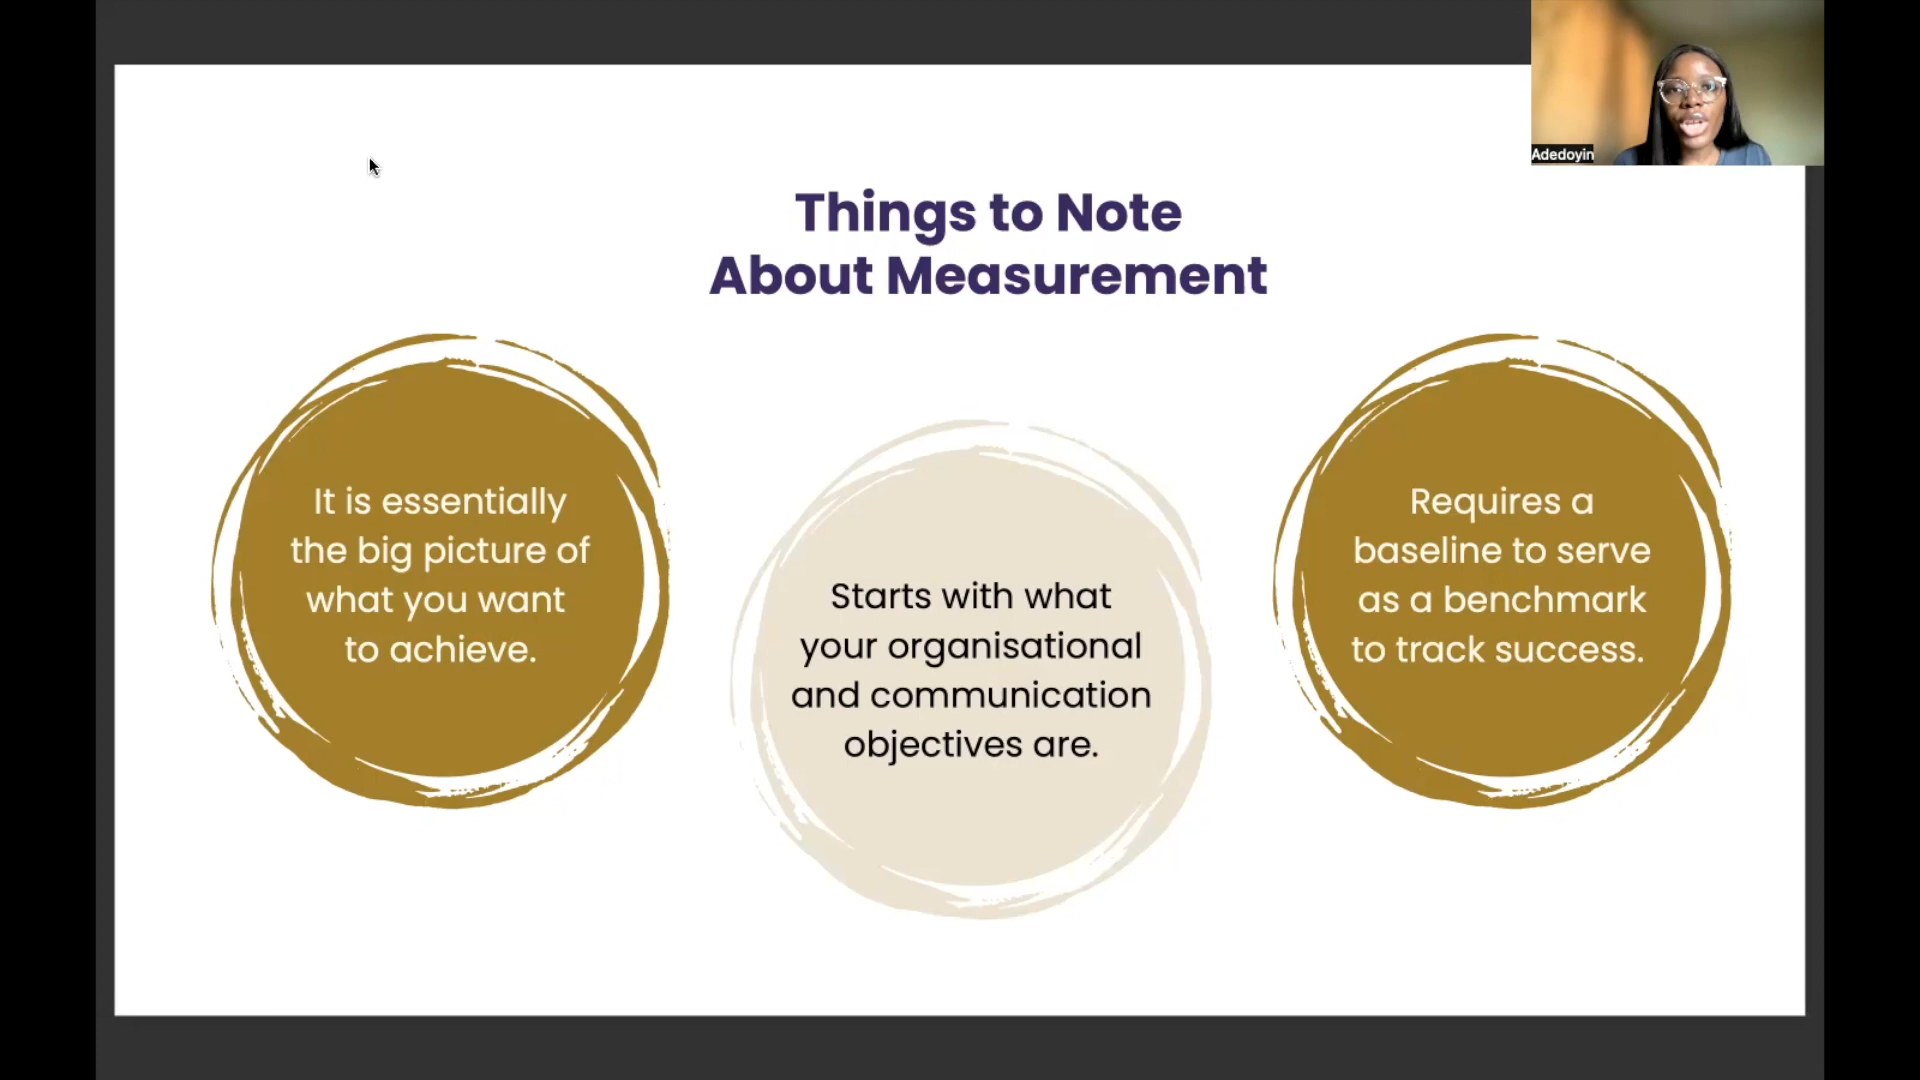 Adedoyin
Things to Note
About Measurement
It is essentially
the big picture of
what you want
to achieve.
Starts with what
your organisational
and communication
objectives are.
Requires a
baseline to serve
as a benchmark
to track success.